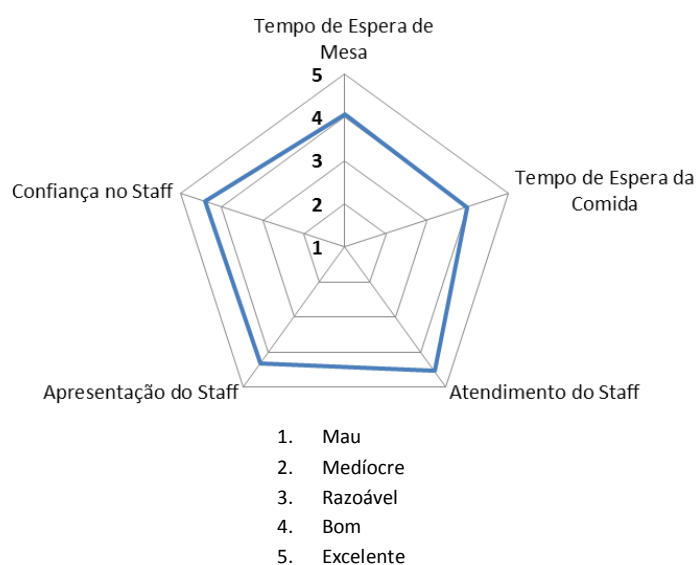 Tempo de Espera de
Mesa
5
4
3
2
1
Confiança no Staff
Tempo de Espera da
Comida
Apresentação do Staff
Atendimento do Staff
1. Mau
2. Medíocre
3. Razoável
4. Bom
5. Excelente